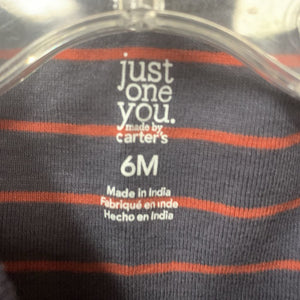 just
one
you.
made by
carter's
6M
Made in India
Fabriqué en Inde
Hecho en India